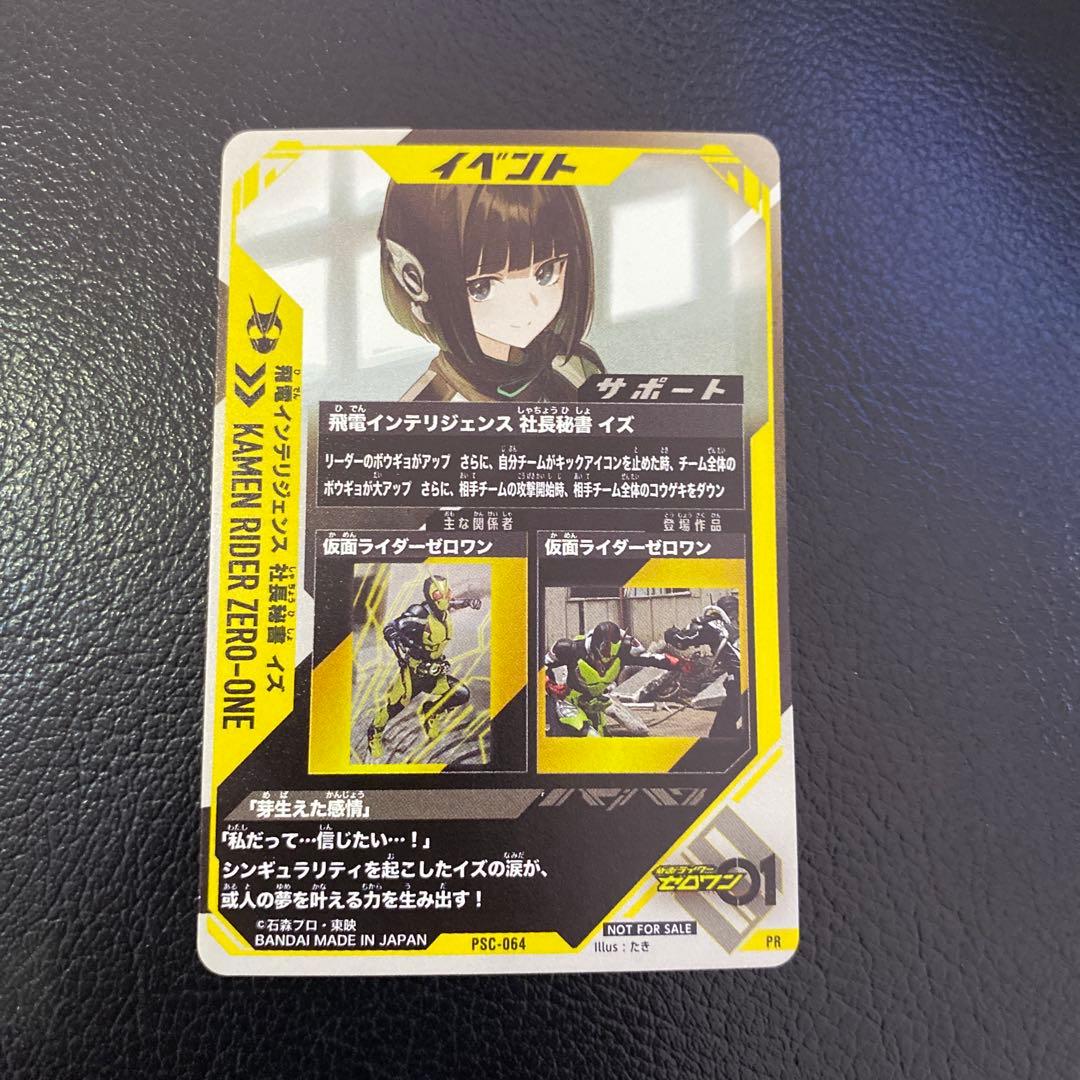 イベント
飛電インテリジェンス 社長秘書 イズ
KAMEN RIDER ZERO-ONE
サポート
飛電インテリジェンス 社長秘書 イズ
リーダーのボウギョがアップ さらに、自分チームがキックアイコンを止めた時、チーム全体の
ボウギョが大アップ さらに、相手チームの攻撃開始時、相手チーム全体のコウゲキをダウン
主な関係者
登場作品
仮面ライダーゼロワン
仮面ライダーゼロワン
「芽生えた感情」
「私だって…信じたい…！」
シンギュラリティを起こしたイズの涙が、
或人の夢を叶える力を生み出す！
仮面ライダー
ゼロワン 01
©石森プロ・東映
BANDAI MADE IN JAPAN
PSC-064
NOT FOR SALE
Illus：たき
PR